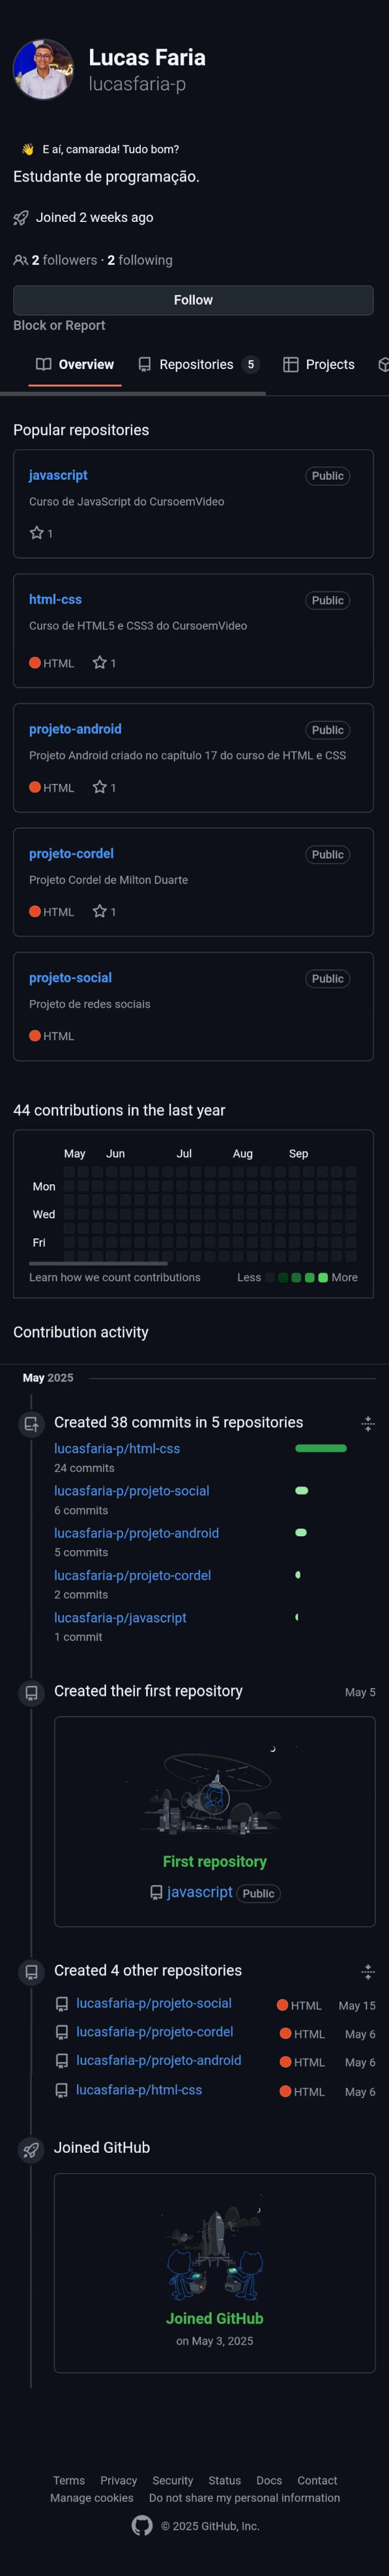 Lucas Faria
lucasfaria-p
👋 E aí, camarada! Tudo bom?
Estudante de programação.
Joined 2 weeks ago
2 followers · 2 following
Follow
Block or Report
Overview Repositories 5 Projects
Popular repositories
javascript Public
Curso de JavaScript do CursoemVideo
1
html-css Public
Curso de HTML5 e CSS3 do CursoemVideo
HTML 1
projeto-android Public
Projeto Android criado no capítulo 17 do curso de HTML e CSS
HTML 1
projeto-cordel Public
Projeto Cordel de Milton Duarte
HTML 1
projeto-social Public
Projeto de redes sociais
HTML
44 contributions in the last year
May Jun Jul Aug Sep
Mon
Wed
Fri
Learn how we count contributions Less More
Contribution activity
May 2025
Created 38 commits in 5 repositories
lucasfaria-p/html-css
24 commits
lucasfaria-p/projeto-social
6 commits
lucasfaria-p/projeto-android
5 commits
lucasfaria-p/projeto-cordel
2 commits
lucasfaria-p/javascript
1 commit
Created their first repository May 5
First repository
javascript Public
Created 4 other repositories
lucasfaria-p/projeto-social HTML May 15
lucasfaria-p/projeto-cordel HTML May 6
lucasfaria-p/projeto-android HTML May 6
lucasfaria-p/html-css HTML May 6
Joined GitHub
Joined GitHub
on May 3, 2025
Terms Privacy Security Status Docs Contact
Manage cookies Do not share my personal information
© 2025 GitHub, Inc.